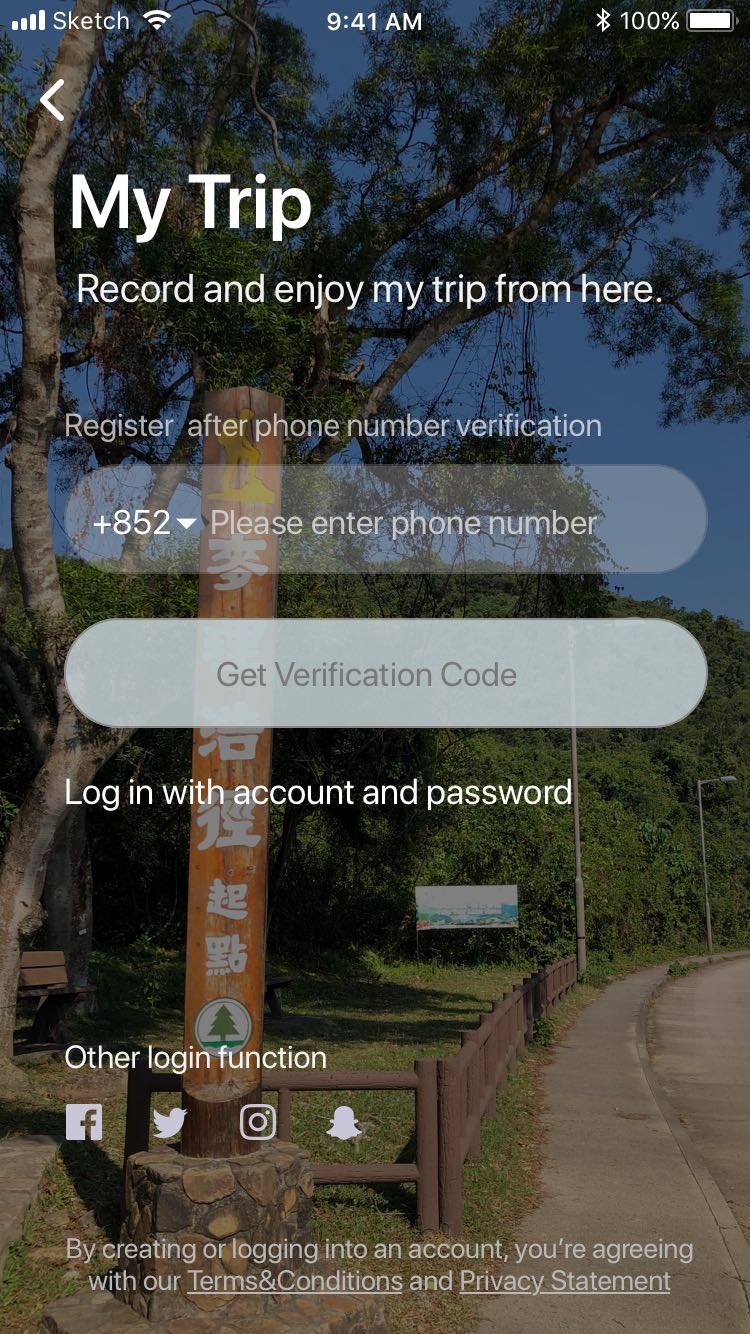 Sketch 9:41 AM 100%
My Trip
Record and enjoy my trip from here.
Register after phone number verification
+852 Please enter phone number
麥
Get Verification Code
浩
Log in with account and password
徑
起
點
Other login function
By creating or logging into an account, you’re agreeing
with our Terms&Conditions and Privacy Statement